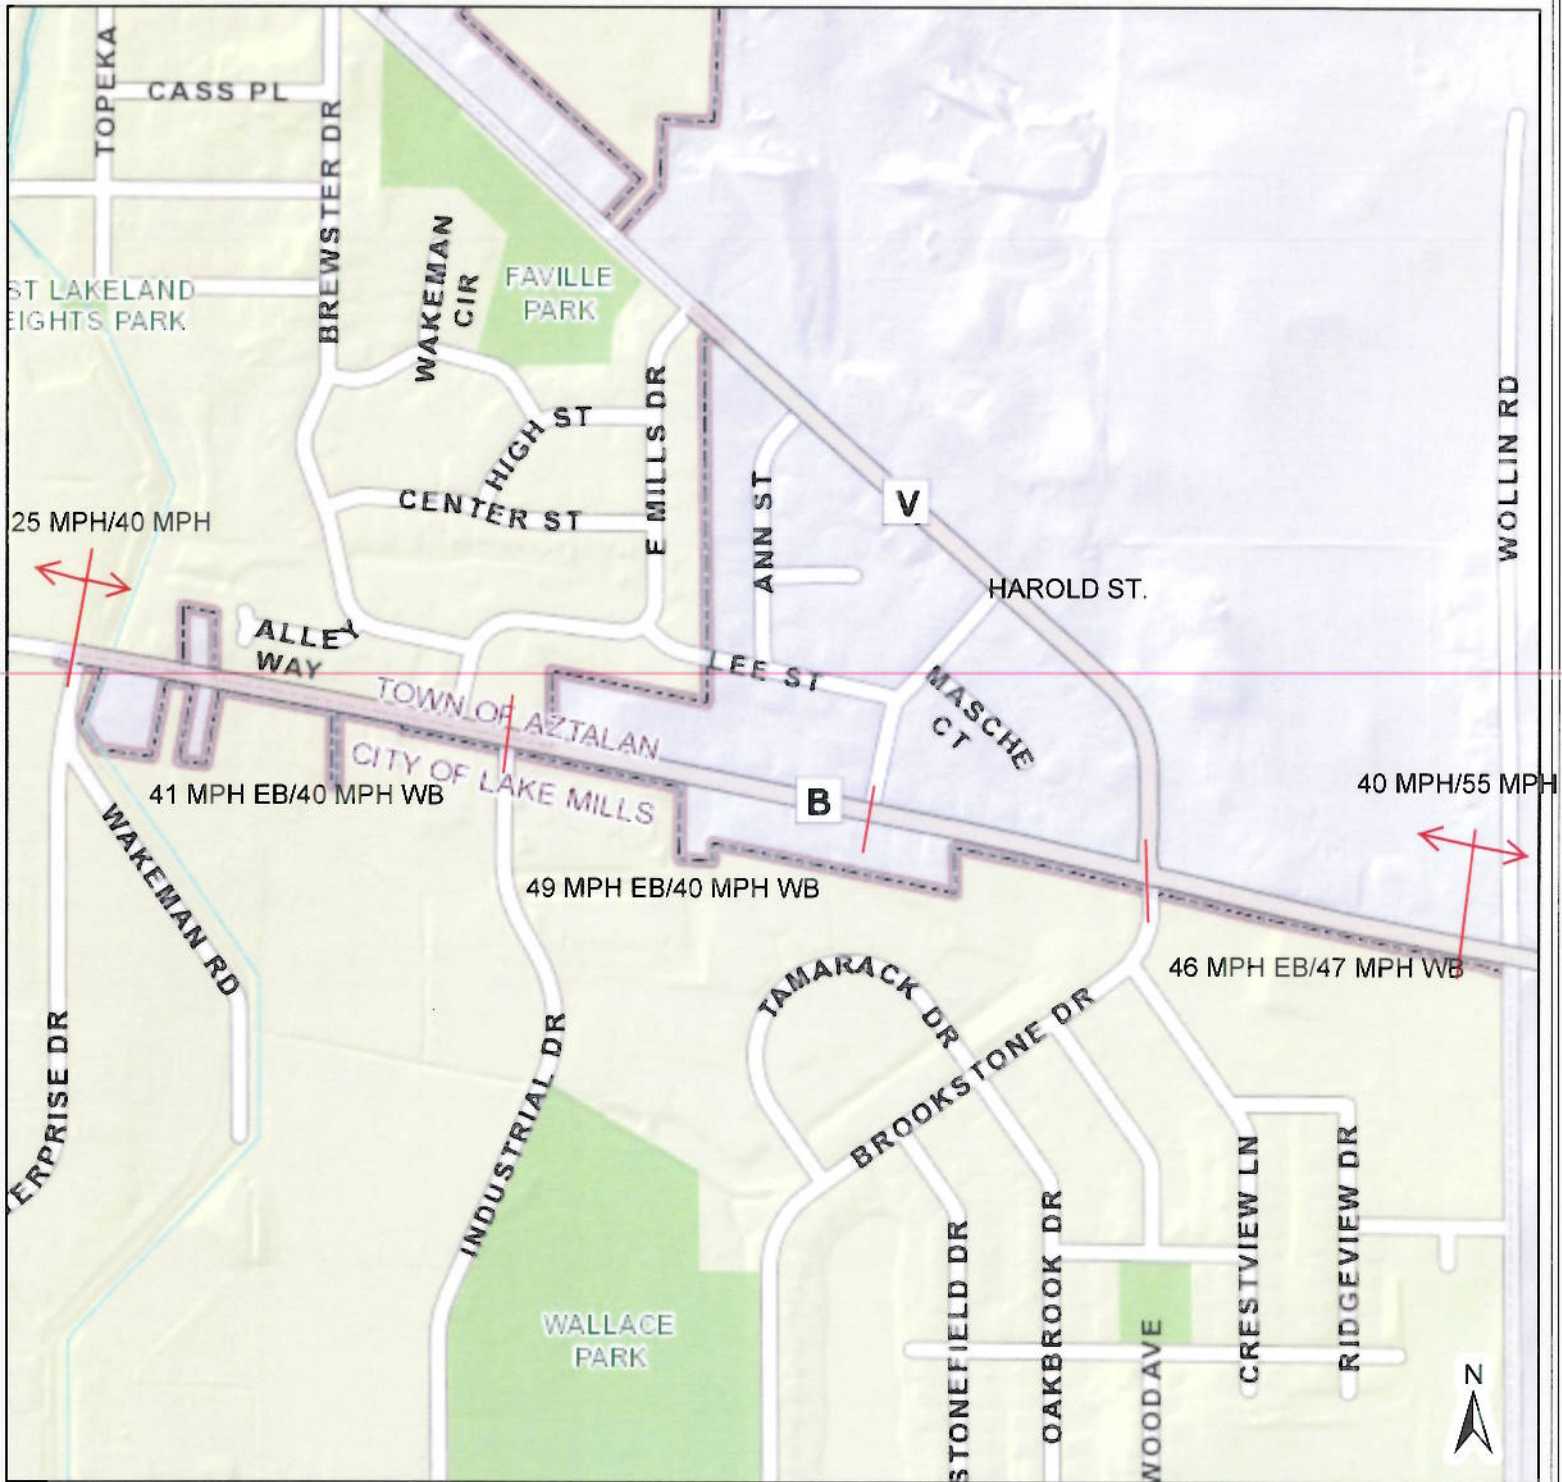 TOPEKA
CASS PL
BREWSTER DR
WAKEMAN
CIR
FAVILLE
PARK
ST LAKELAND
EIGHTS PARK
HIGH ST
E MILLS DR
CENTER ST
ANN ST
V
WOLLIN RD
25 MPH/40 MPH
HAROLD ST.
ALLEY
WAY
LEE ST
MASCHE
CT
TOWN OF AZTALAN
CITY OF LAKE MILLS
41 MPH EB/40 MPH WB
B
40 MPH/55 MPH
WAKEMAN RD
49 MPH EB/40 MPH WB
46 MPH EB/47 MPH WB
TAMARACK DR
BROOKSTONE DR
ERPRISE DR
INDUSTRIAL DR
WALLACE
PARK
STONEFIELD DR
OAKBROOK DR
WOOD AVE
CRESTVIEW LN
RIDGEVIEW DR
N